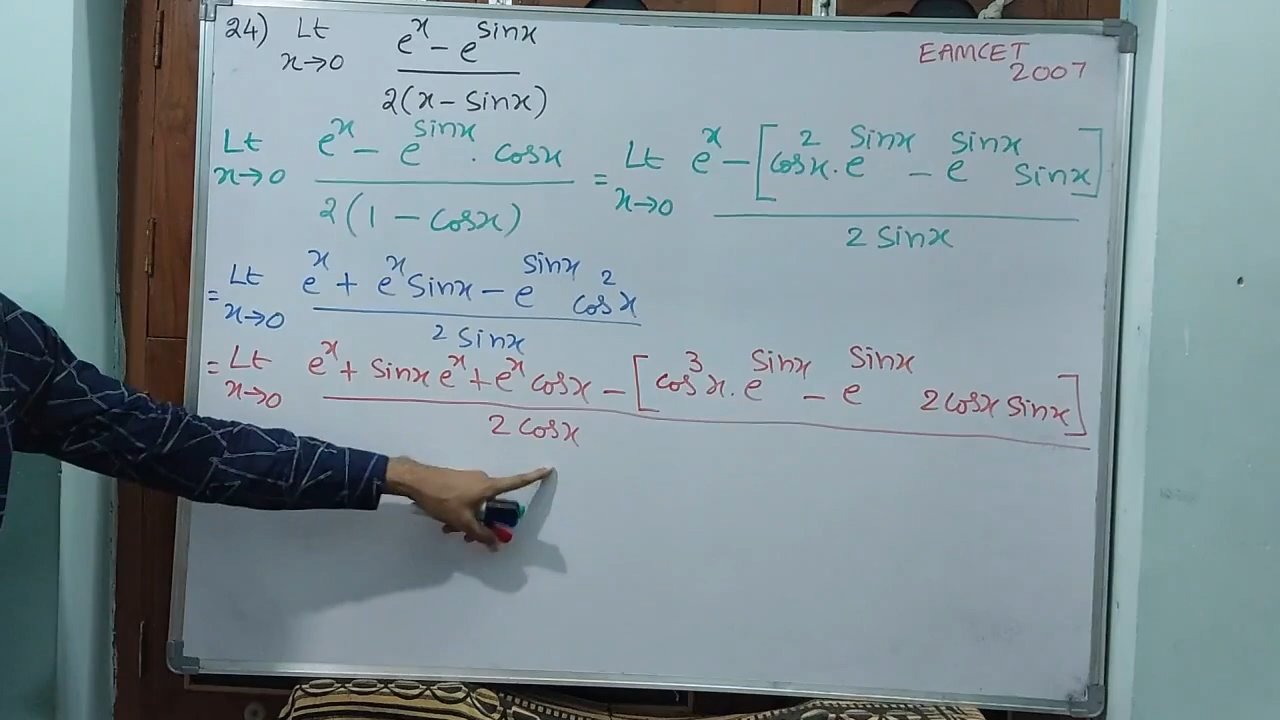 24) Lt x→0 (e^x − e^sinx) / 2(x − sinx)
EAMCET 2007
Lt x→0 (e^x − e^sinx · cosx) / 2(1 − cosx) = Lt x→0 (e^x − [cos²x · e^sinx − e^sinx sinx]) / 2 sinx
= Lt x→0 (e^x + e^x sinx − e^sinx cos²x) / 2 sinx
= Lt x→0 (e^x + sinx e^x + e^x cosx − [cos³x · e^sinx − e^sinx 2cosx sinx]) / 2 cosx